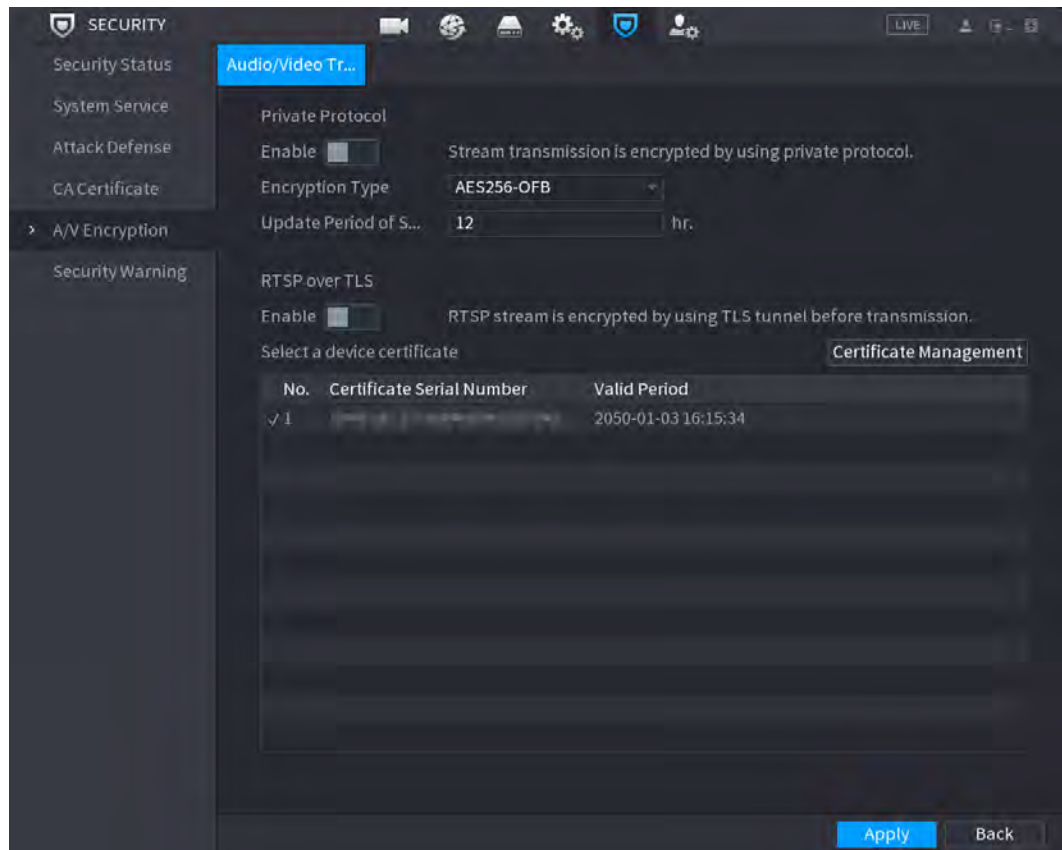 SECURITY
LIVE
Security Status
Audio/Video Tr...
System Service
Attack Defense
CA Certificate
A/V Encryption
Security Warning
Private Protocol
Enable
Stream transmission is encrypted by using private protocol.
Encryption Type
AES256-OFB
Update Period of S...
12
hr.
RTSP over TLS
Enable
RTSP stream is encrypted by using TLS tunnel before transmission.
Select a device certificate
Certificate Management
No. Certificate Serial Number Valid Period
1 2050-01-03 16:15:34
Apply
Back